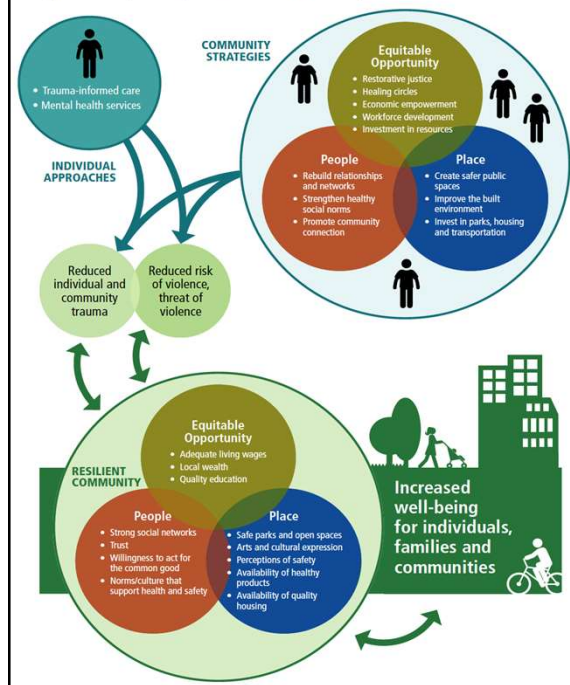 • Trauma-informed care
• Mental health services
INDIVIDUAL
APPROACHES
COMMUNITY
STRATEGIES
Equitable
Opportunity
• Restorative justice
• Healing circles
• Economic empowerment
• Workforce development
• Investment in resources
People
• Rebuild relationships
and networks
• Strengthen healthy
social norms
• Promote community
connection
Place
• Create safer public
spaces
• Improve the built
environment
• Invest in parks, housing
and transportation
Reduced
individual and
community
trauma
Reduced risk
of violence,
threat of
violence
RESILIENT
COMMUNITY
Equitable
Opportunity
• Adequate living wages
• Local wealth
• Quality education
People
• Strong social networks
• Trust
• Willingness to act for
the common good
• Norms/culture that
support health and safety
Place
• Safe parks and open spaces
• Arts and cultural expression
• Perceptions of safety
• Availability of healthy
products
• Availability of quality
housing
Increased
well-being
for individuals,
families and
communities